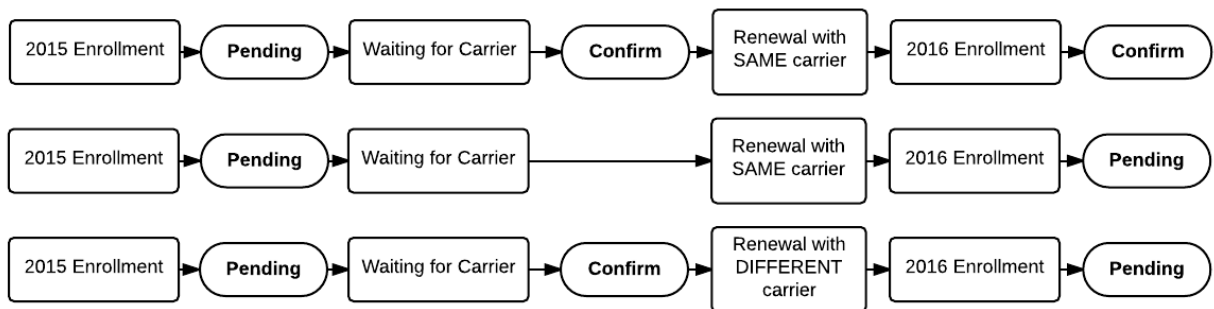 2015 Enrollment
Pending
Waiting for Carrier
Confirm
Renewal with
SAME carrier
2016 Enrollment
Confirm
2015 Enrollment
Pending
Waiting for Carrier
Renewal with
SAME carrier
2016 Enrollment
Pending
2015 Enrollment
Pending
Waiting for Carrier
Confirm
Renewal with
DIFFERENT
carrier
2016 Enrollment
Pending